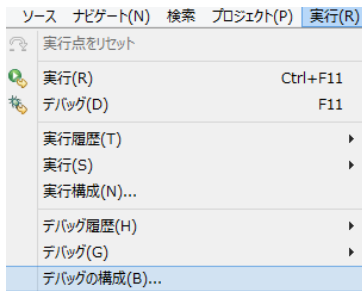 ソース ナビゲート(N) 検索 プロジェクト(P) 実行(R)
実行点をリセット
実行(R) Ctrl+F11
デバッグ(D) F11
実行履歴(T)
実行(S)
実行構成(N)...
デバッグ履歴(H)
デバッグ(G)
デバッグの構成(B)...